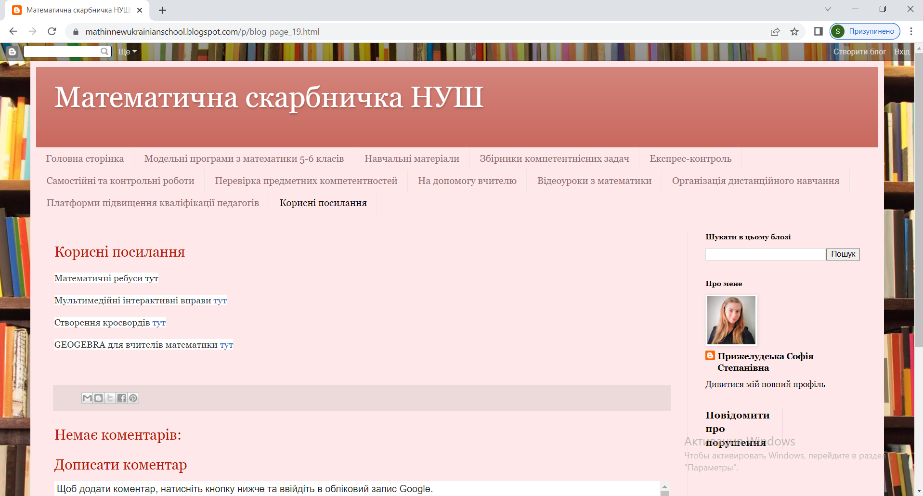 Математична скарбничка НУШ
mathinnewukrainianschool.blogspot.com/p/blog-page_19.html
S Призупинено
Ще
Створити блог Вхід
Математична скарбничка НУШ
Головна сторінка Модельні програми з математики 5-6 класів Навчальні матеріали Збірники компетентнісних задач Експрес-контроль
Самостійні та контрольні роботи Перевірка предметних компетентностей На допомогу вчителю Відеоуроки з математики Організація дистанційного навчання
Платформи підвищення кваліфікації педагогів Корисні посилання
Корисні посилання
Математичні ребуси тут
Мультимедійні інтерактивні вправи тут
Створення кросвордів тут
GEOGEBRA для вчителів математики тут
Немає коментарів:
Дописати коментар
Щоб додати коментар, натисніть кнопку нижче та ввійдіть в обліковий запис Google.
Шукати в цьому блозі
Пошук
Про мене
Прижелудська Софія
Степанівна
Дивитися мій повний профіль
Повідомити
про
порушення
Активация Windows
Чтобы активировать Windows, перейдите в раздел
"Параметры".